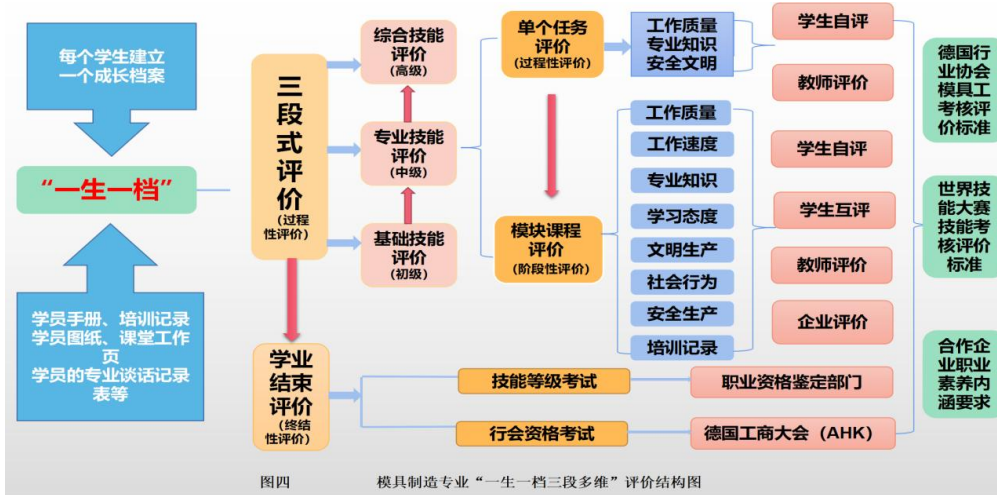 每个学生建立
一个成长档案
“一生一档”
学员手册、培训记录
学员图纸、课堂工作
页
学员的专业谈话记录
表等
三
段
式
评
价
(过程
性评价)
综合技能
评价
(高级)
专业技能
评价
(中级)
基础技能
评价
(初级)
学业
结束
评价
(终结
性评价)
单个任务
评价
(过程性评价)
模块课程
评价
(阶段性评价)
工作质量
专业知识
安全文明
工作质量
工作速度
专业知识
学习态度
文明生产
社会行为
安全生产
培训记录
学生自评
教师评价
学生自评
学生互评
教师评价
企业评价
技能等级考试
职业资格鉴定部门
行会资格考试
德国工商大会（AHK）
德国行
业协会
模具工
考核评
价标准
世界技
能大赛
技能考
核评价
标准
合作企
业职业
素养内
涵要求
图四 模具制造专业“一生一档三段多维”评价结构图